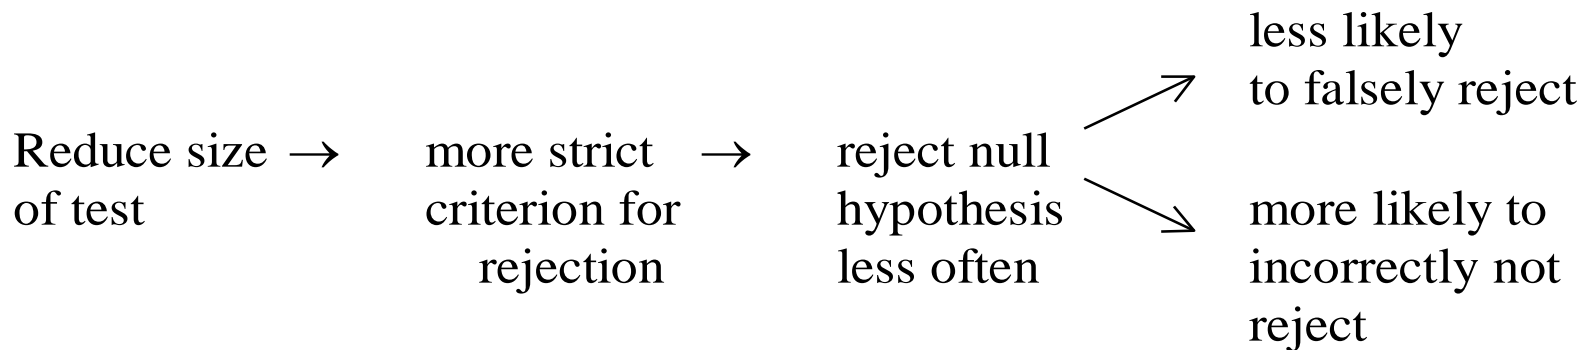 Reduce size →
of test
more strict →
criterion for
rejection
reject null
hypothesis
less often
less likely
to falsely reject
more likely to
incorrectly not
reject